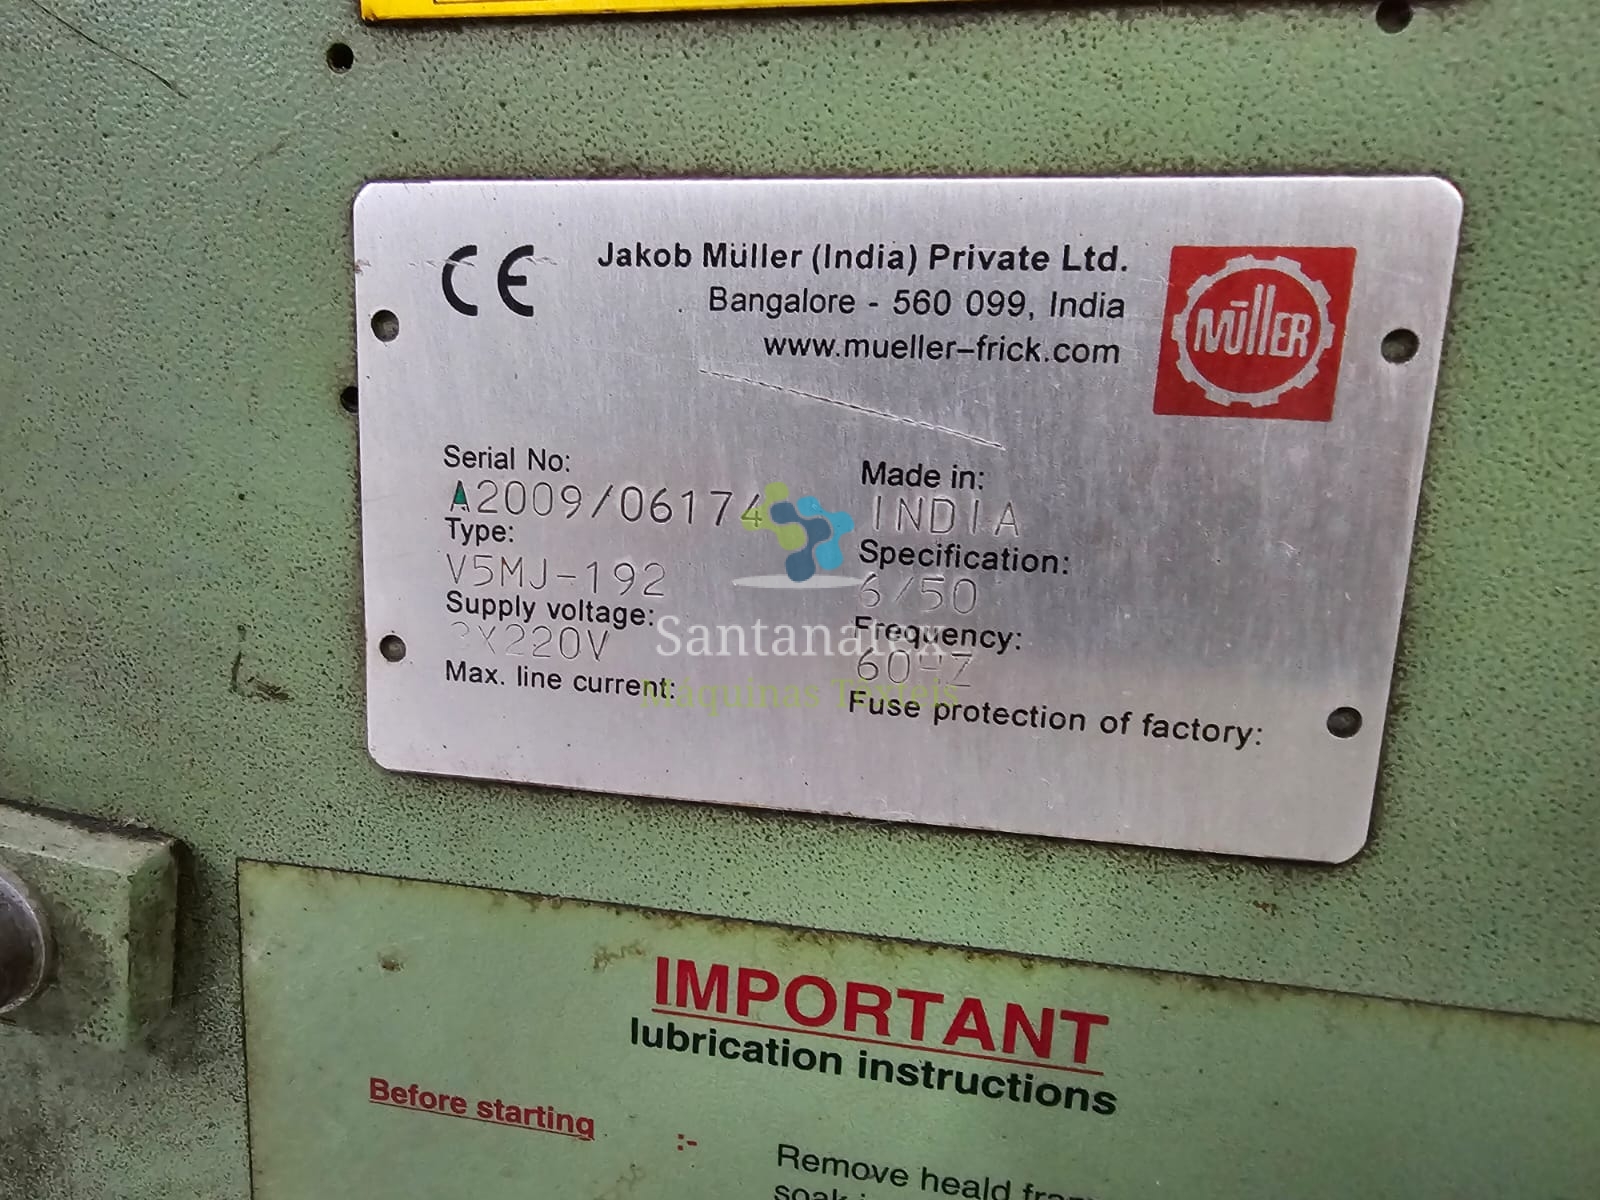 CE
Jakob Müller (India) Private Ltd.
Bangalore - 560 099, India
www.mueller-frick.com
MÜLLER
Serial No:
A2009/06174
Made in:
INDIA
Type:
V5MJ-192
Specification:
6/50
Supply voltage:
Frequency:
60HZ
Max. line current:
Fuse protection of factory:
Santanatex
Máquinas Têxteis
IMPORTANT
lubrication instructions
Before starting :-
Remove heald